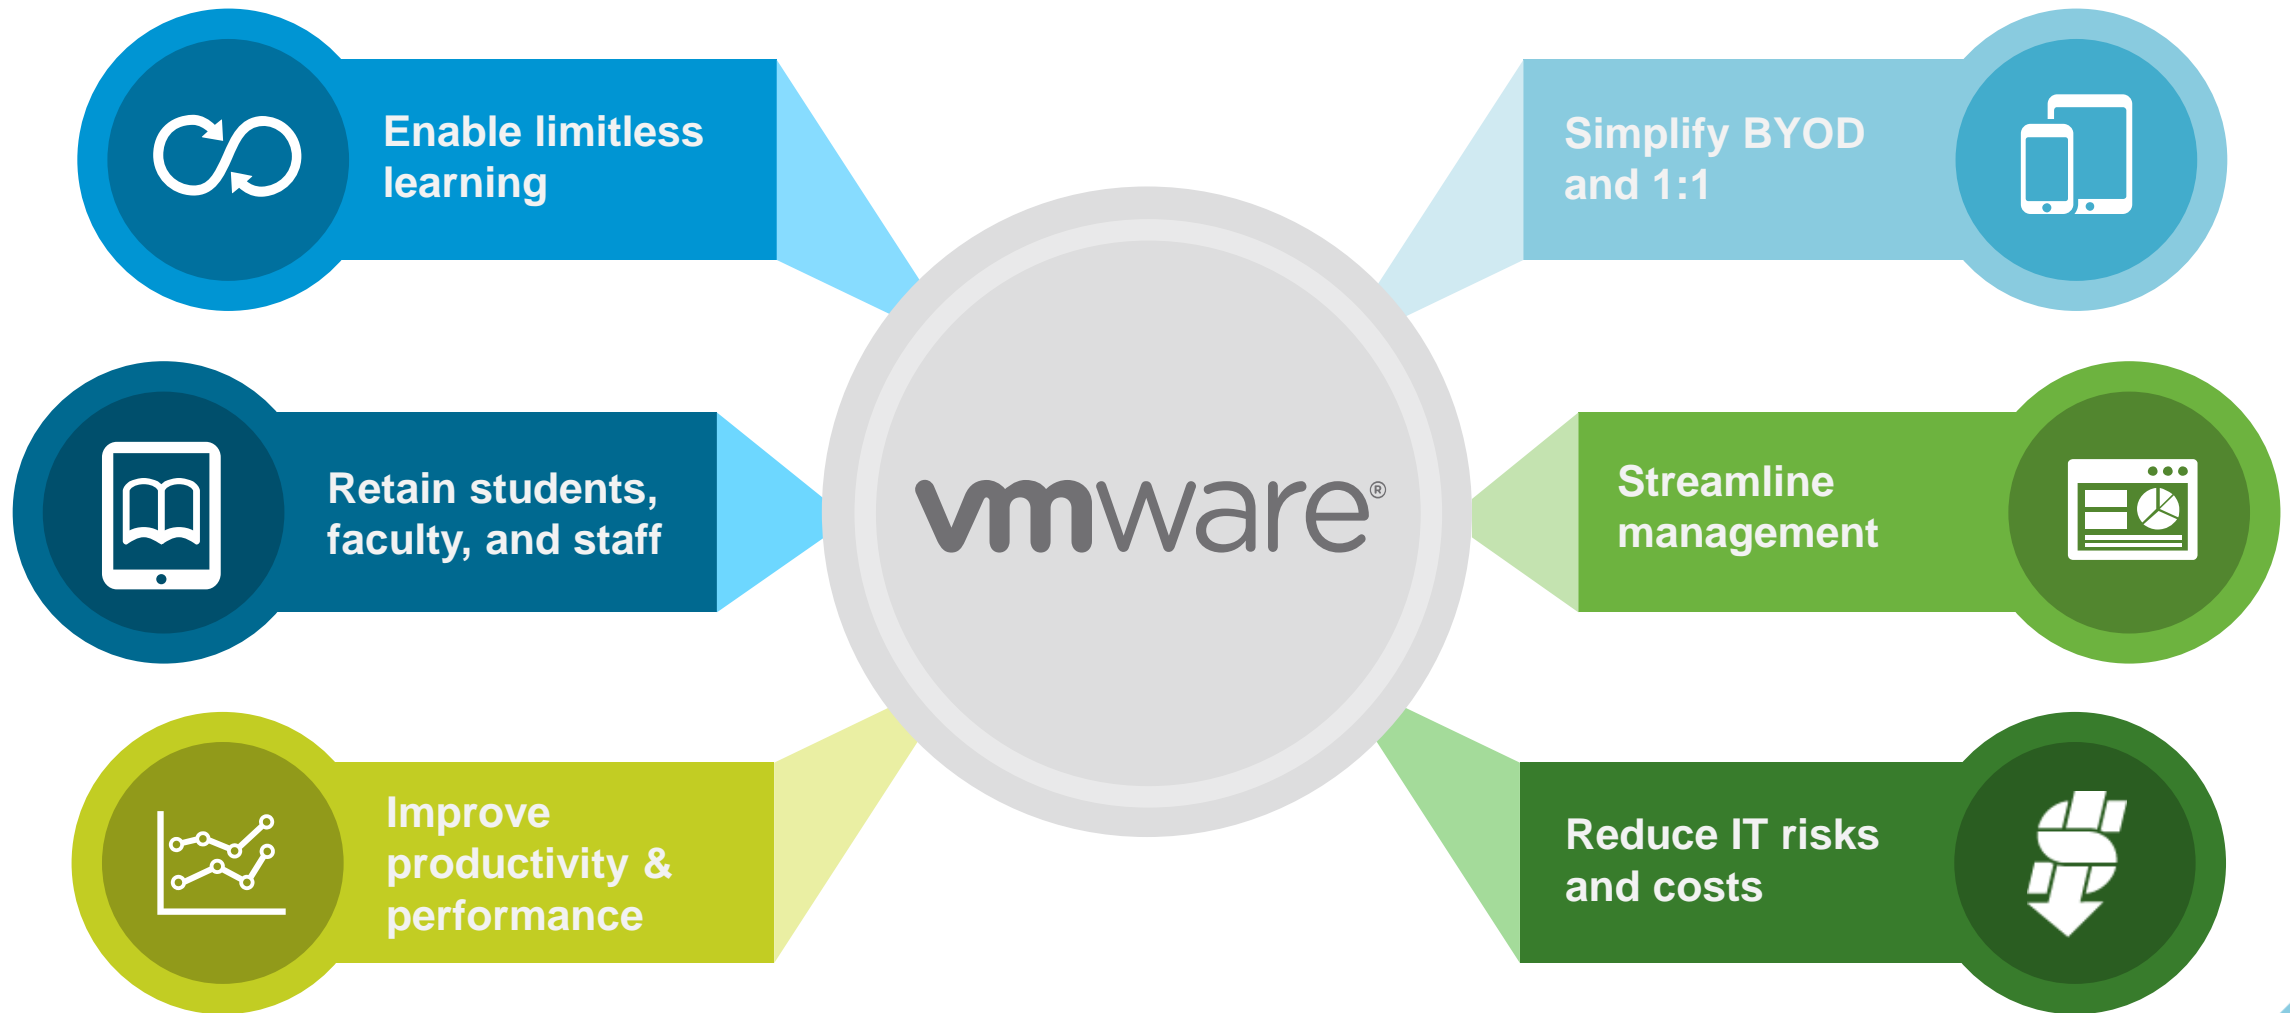 Enable limitless
learning
Retain students,
faculty, and staff
Improve
productivity &
performance
vmware®
Simplify BYOD
and 1:1
Streamline
management
Reduce IT risks
and costs